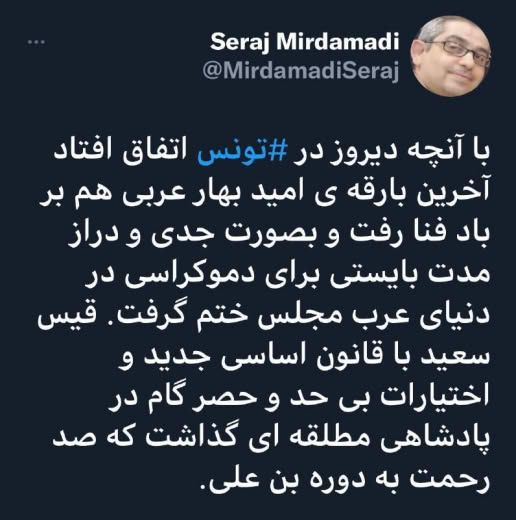 Seraj Mirdamadi
@MirdamadiSeraj
با آنچه دیروز در #تونس اتفاق افتاد
آخرین بارقه ی امید بهار عربی هم بر
باد فنا رفت و بصورت جدی و دراز
مدت بایستی برای دموکراسی در
دنیای عرب مجلس ختم گرفت. قیس
سعید با قانون اساسی جدید و
اختیارات بی حد و حصر گام در
پادشاهی مطلقه ای گذاشت که صد
رحمت به دوره بن علی.